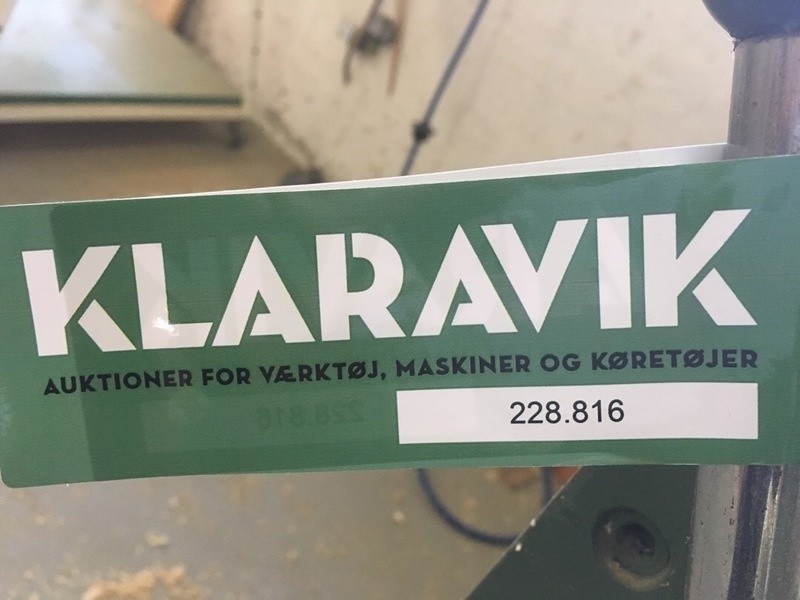 KLARAVIK
AUKTIONER FOR VÆRKTØJ, MASKINER OG KØRETØJER
228.816